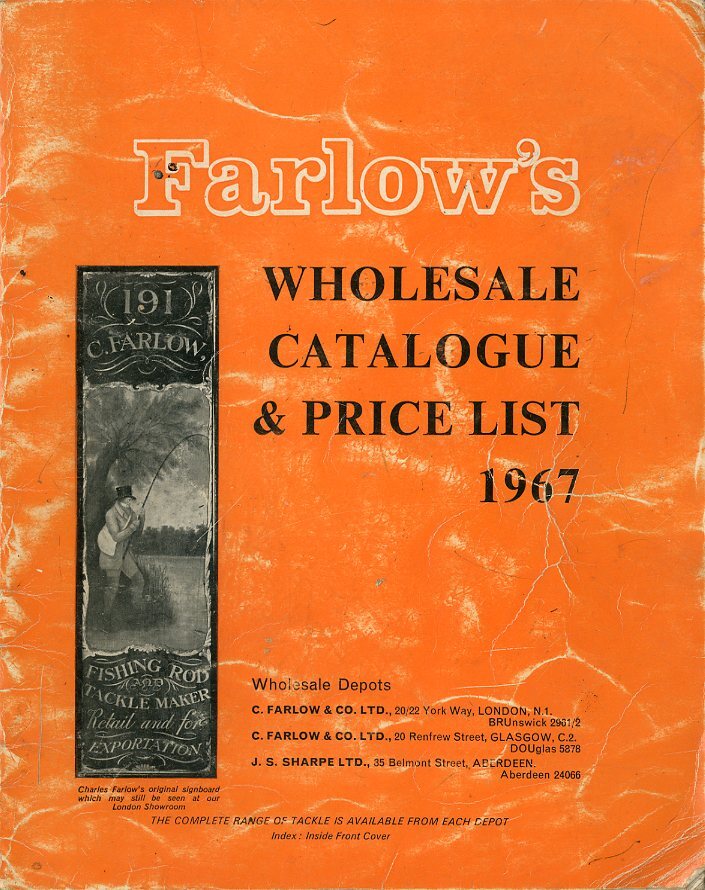 Farlow's
WHOLESALE
CATALOGUE
& PRICE LIST
1967
191
C. FARLOW,
FISHING ROD
AND
TACKLE MAKER
Retail and for
EXPORTATION
Charles Farlow's original signboard
which may still be seen at our
London Showroom
Wholesale Depots
C. FARLOW & CO. LTD., 20/22 York Way, LONDON, N.1.
BRUnswick 2981/2
C. FARLOW & CO. LTD., 20 Renfrew Street, GLASGOW, C.2.
DOUglas 5878
J. S. SHARPE LTD., 35 Belmont Street, ABERDEEN.
Aberdeen 24066
THE COMPLETE RANGE OF TACKLE IS AVAILABLE FROM EACH DEPOT
Index : Inside Front Cover